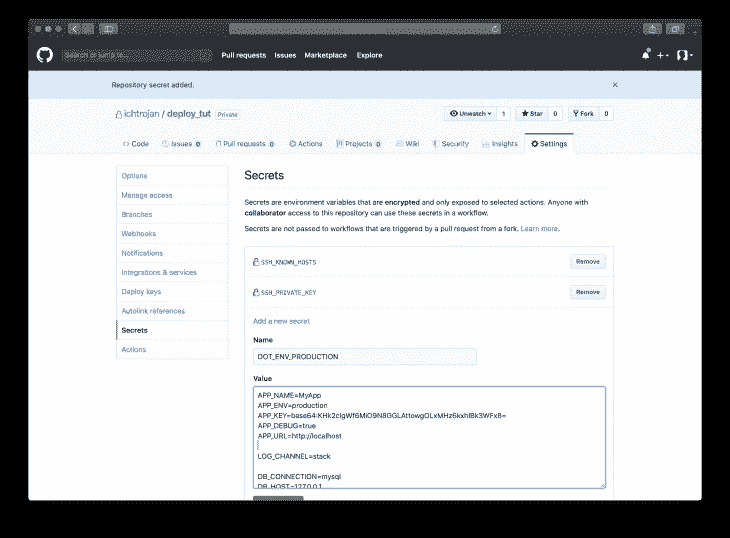 Search or jump to...
Pull requests Issues Marketplace Explore
Repository secret added.
ichtrojan / deploy_tut Private
Unwatch 1 Star 0 Fork 0
Code Issues 0 Pull requests 0 Actions Projects 0 Wiki Security Insights Settings
Options
Manage access
Branches
Webhooks
Notifications
Integrations & services
Deploy keys
Autolink references
Secrets
Actions
Secrets
Secrets are environment variables that are encrypted and only exposed to selected actions. Anyone with
collaborator access to this repository can use these secrets in a workflow.
Secrets are not passed to workflows that are triggered by a pull request from a fork. Learn more.
SSH_KNOWN_HOSTS Remove
SSH_PRIVATE_KEY Remove
Add a new secret
Name
DOT_ENV_PRODUCTION
Value
APP_NAME=MyApp
APP_ENV=production
APP_DEBUG=true
APP_URL=http://localhost
LOG_CHANNEL=stack
DB_CONNECTION=mysql
DB_HOST=127.0.0.1